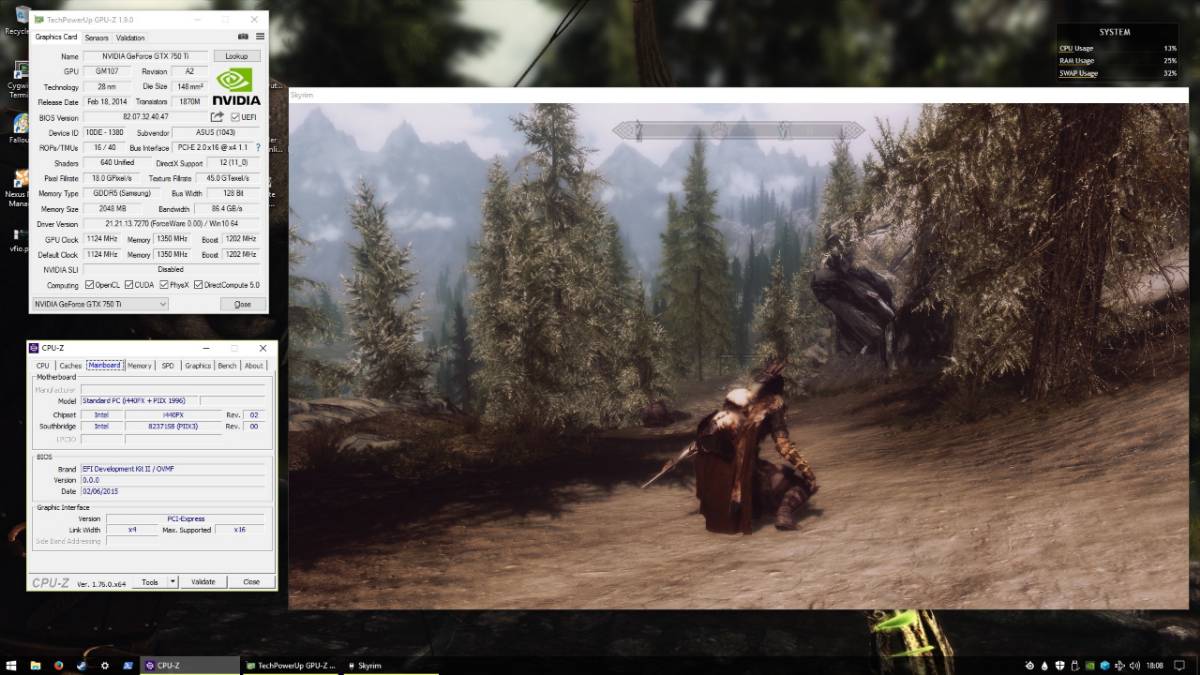 TechPowerUp GPU-Z 1.9.0
Graphics Card Sensors Validation
Name NVIDIA GeForce GTX 750 Ti Lookup
GPU GM107 Revision A2
Technology 28 nm Die Size 148 mm²
NVIDIA
Release Date Feb 18, 2014 Transistors 1870M
BIOS Version 82.07.32.40.47 UEFI
Device ID 10DE - 1380 Subvendor ASUS (1043)
ROPs/TMUs 16 / 40 Bus Interface PCI-E 2.0 x16 @ x4 1.1 ?
Shaders 640 Unified DirectX Support 12 (11_0)
Pixel Fillrate 18.0 GPixel/s Texture Fillrate 45.0 GTexel/s
Memory Type GDDR5 (Samsung) Bus Width 128 Bit
Memory Size 2048 MB Bandwidth 86.4 GB/s
Driver Version 21.21.13.7270 (ForceWare 0.00) / Win10 64
GPU Clock 1124 MHz Memory 1350 MHz Boost 1202 MHz
Default Clock 1124 MHz Memory 1350 MHz Boost 1202 MHz
NVIDIA SLI Disabled
Computing OpenCL CUDA PhysX DirectCompute 5.0
NVIDIA GeForce GTX 750 Ti Close
CPU-Z
CPU Caches Mainboard Memory SPD Graphics Bench About
Motherboard
Manufacturer
Model Standard PC (i440FX + PIIX 1996)
Chipset Intel i440FX Rev. 02
Southbridge Intel 82371SB (PIIX3) Rev. 00
LPCIO
BIOS
Brand EFI Development Kit II / OVMF
Version 0.0.0
Date 02/06/2015
Graphic Interface
Version PCI-Express
Link Width x4 Max. Supported x16
Side Band Addressing
CPU-Z Ver. 1.76.0.x64 Tools Validate Close
Skyrim
SYSTEM
CPU Usage 13%
RAM Usage 25%
SWAP Usage 32%
CPU-Z TechPowerUp GPU-Z ... Skyrim 18:08